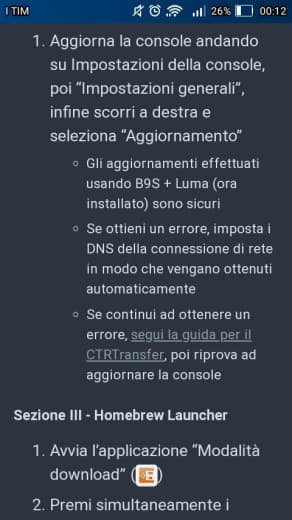 I TIM 26% 00:12
1. Aggiorna la console andando
su Impostazioni della console,
poi “Impostazioni generali”,
infine scorri a destra e
seleziona “Aggiornamento”
Gli aggiornamenti effettuati
usando B9S + Luma (ora
installato) sono sicuri
Se ottieni un errore, imposta i
DNS della connessione di rete
in modo che vengano ottenuti
automaticamente
Se continui ad ottenere un
errore, segui la guida per il
CTRTransfer, poi riprova ad
aggiornare la console
Sezione III - Homebrew Launcher
1. Avvia l’applicazione “Modalità
download” ( )
2. Premi simultaneamente i